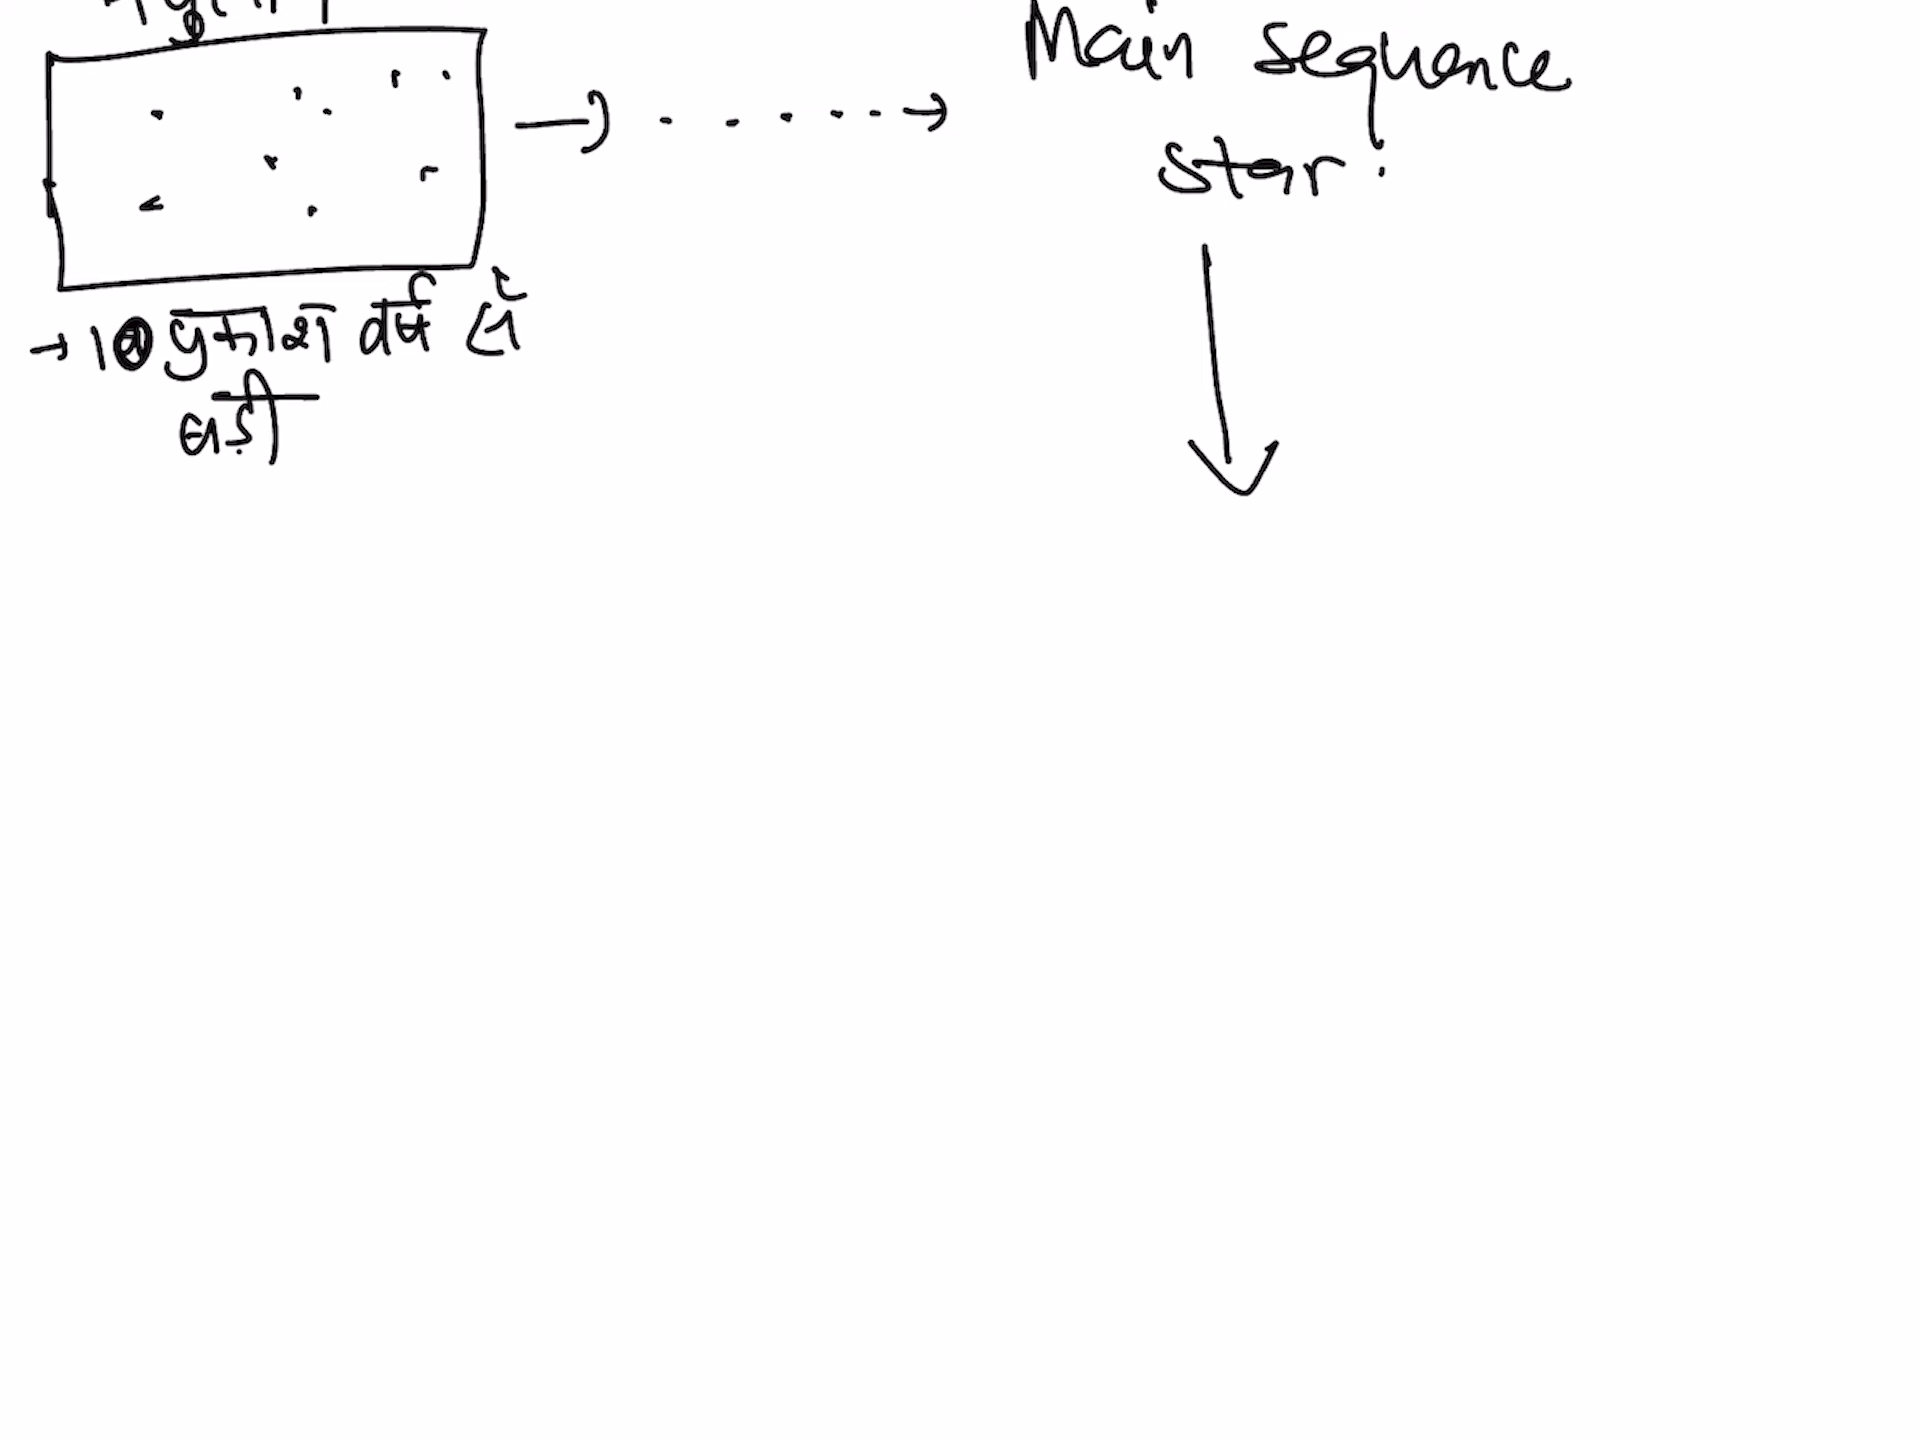 Main sequence
star.
→ 10 प्रकाश वर्ष से
बड़ी